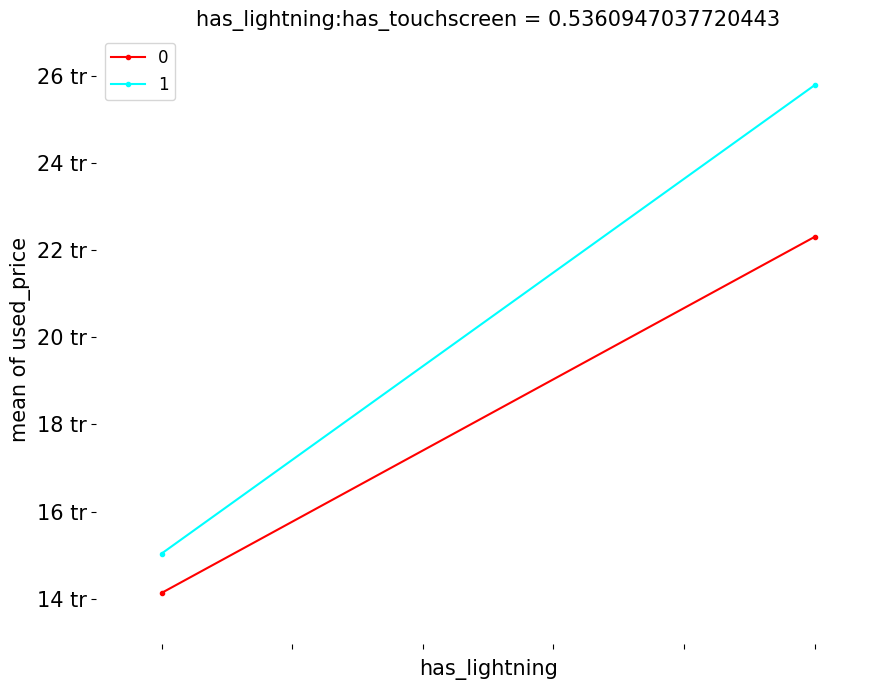 has_lightning:has_touchscreen = 0.5360947037720443
0
1
26 tr
24 tr
22 tr
20 tr
18 tr
16 tr
14 tr
mean of used_price
has_lightning